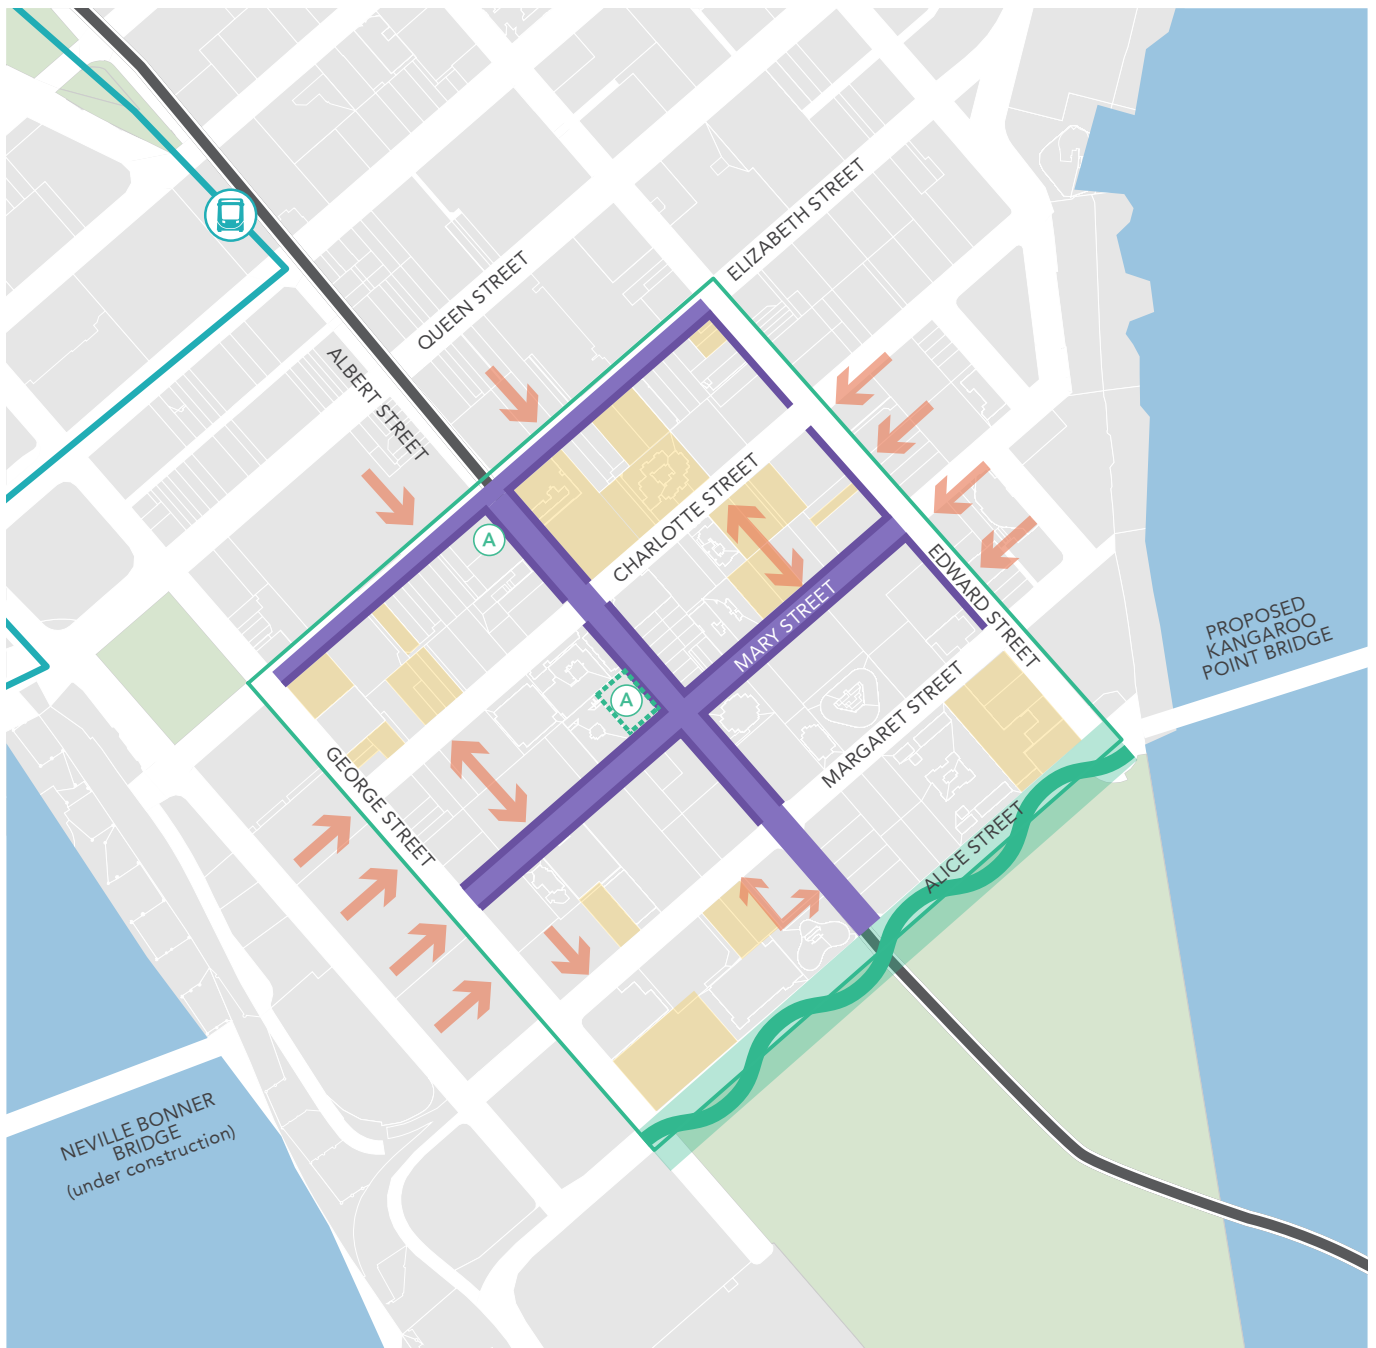 ELIZABETH STREET
QUEEN STREET
ALBERT STREET
CHARLOTTE STREET
A
EDWARD STREET
MARY STREET
PROPOSED
KANGAROO
POINT BRIDGE
A
MARGARET STREET
GEORGE STREET
ALICE STREET
NEVILLE BONNER
BRIDGE
(under construction)